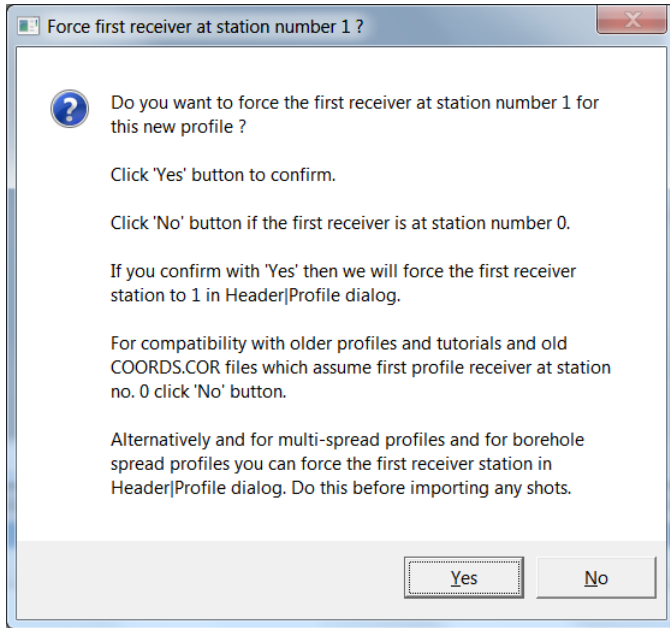 Force first receiver at station number 1 ?
Do you want to force the first receiver at station number 1 for
this new profile ?
Click 'Yes' button to confirm.
Click 'No' button if the first receiver is at station number 0.
If you confirm with 'Yes' then we will force the first receiver
station to 1 in Header|Profile dialog.
For compatibility with older profiles and tutorials and old
COORDS.COR files which assume first profile receiver at station
no. 0 click 'No' button.
Alternatively and for multi-spread profiles and for borehole
spread profiles you can force the first receiver station in
Header|Profile dialog. Do this before importing any shots.
Yes
No